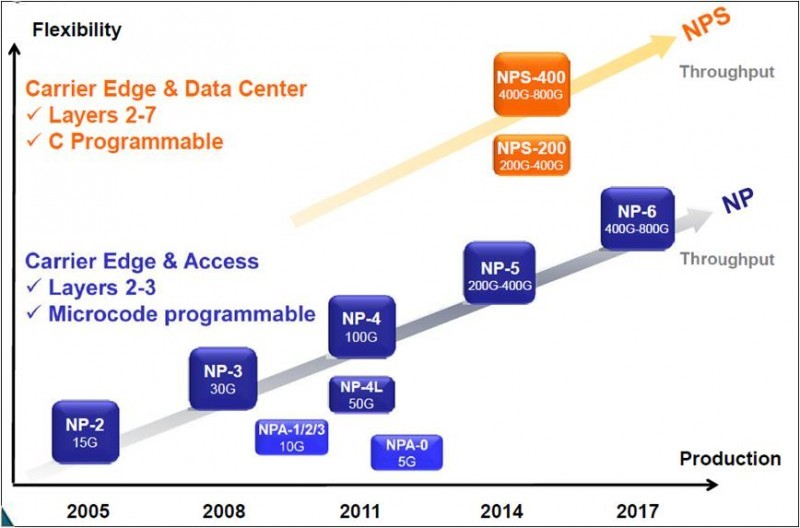 Flexibility
NPS
Throughput
Carrier Edge & Data Center
✓ Layers 2-7
✓ C Programmable
NPS-400
400G-800G
NPS-200
200G-400G
NP
Throughput
NP-6
400G-800G
Carrier Edge & Access
✓ Layers 2-3
✓ Microcode programmable
NP-5
200G-400G
NP-4
100G
NP-3
30G
NP-4L
50G
NP-2
15G
NPA-1/2/3
10G
NPA-0
5G
Production
2005
2008
2011
2014
2017